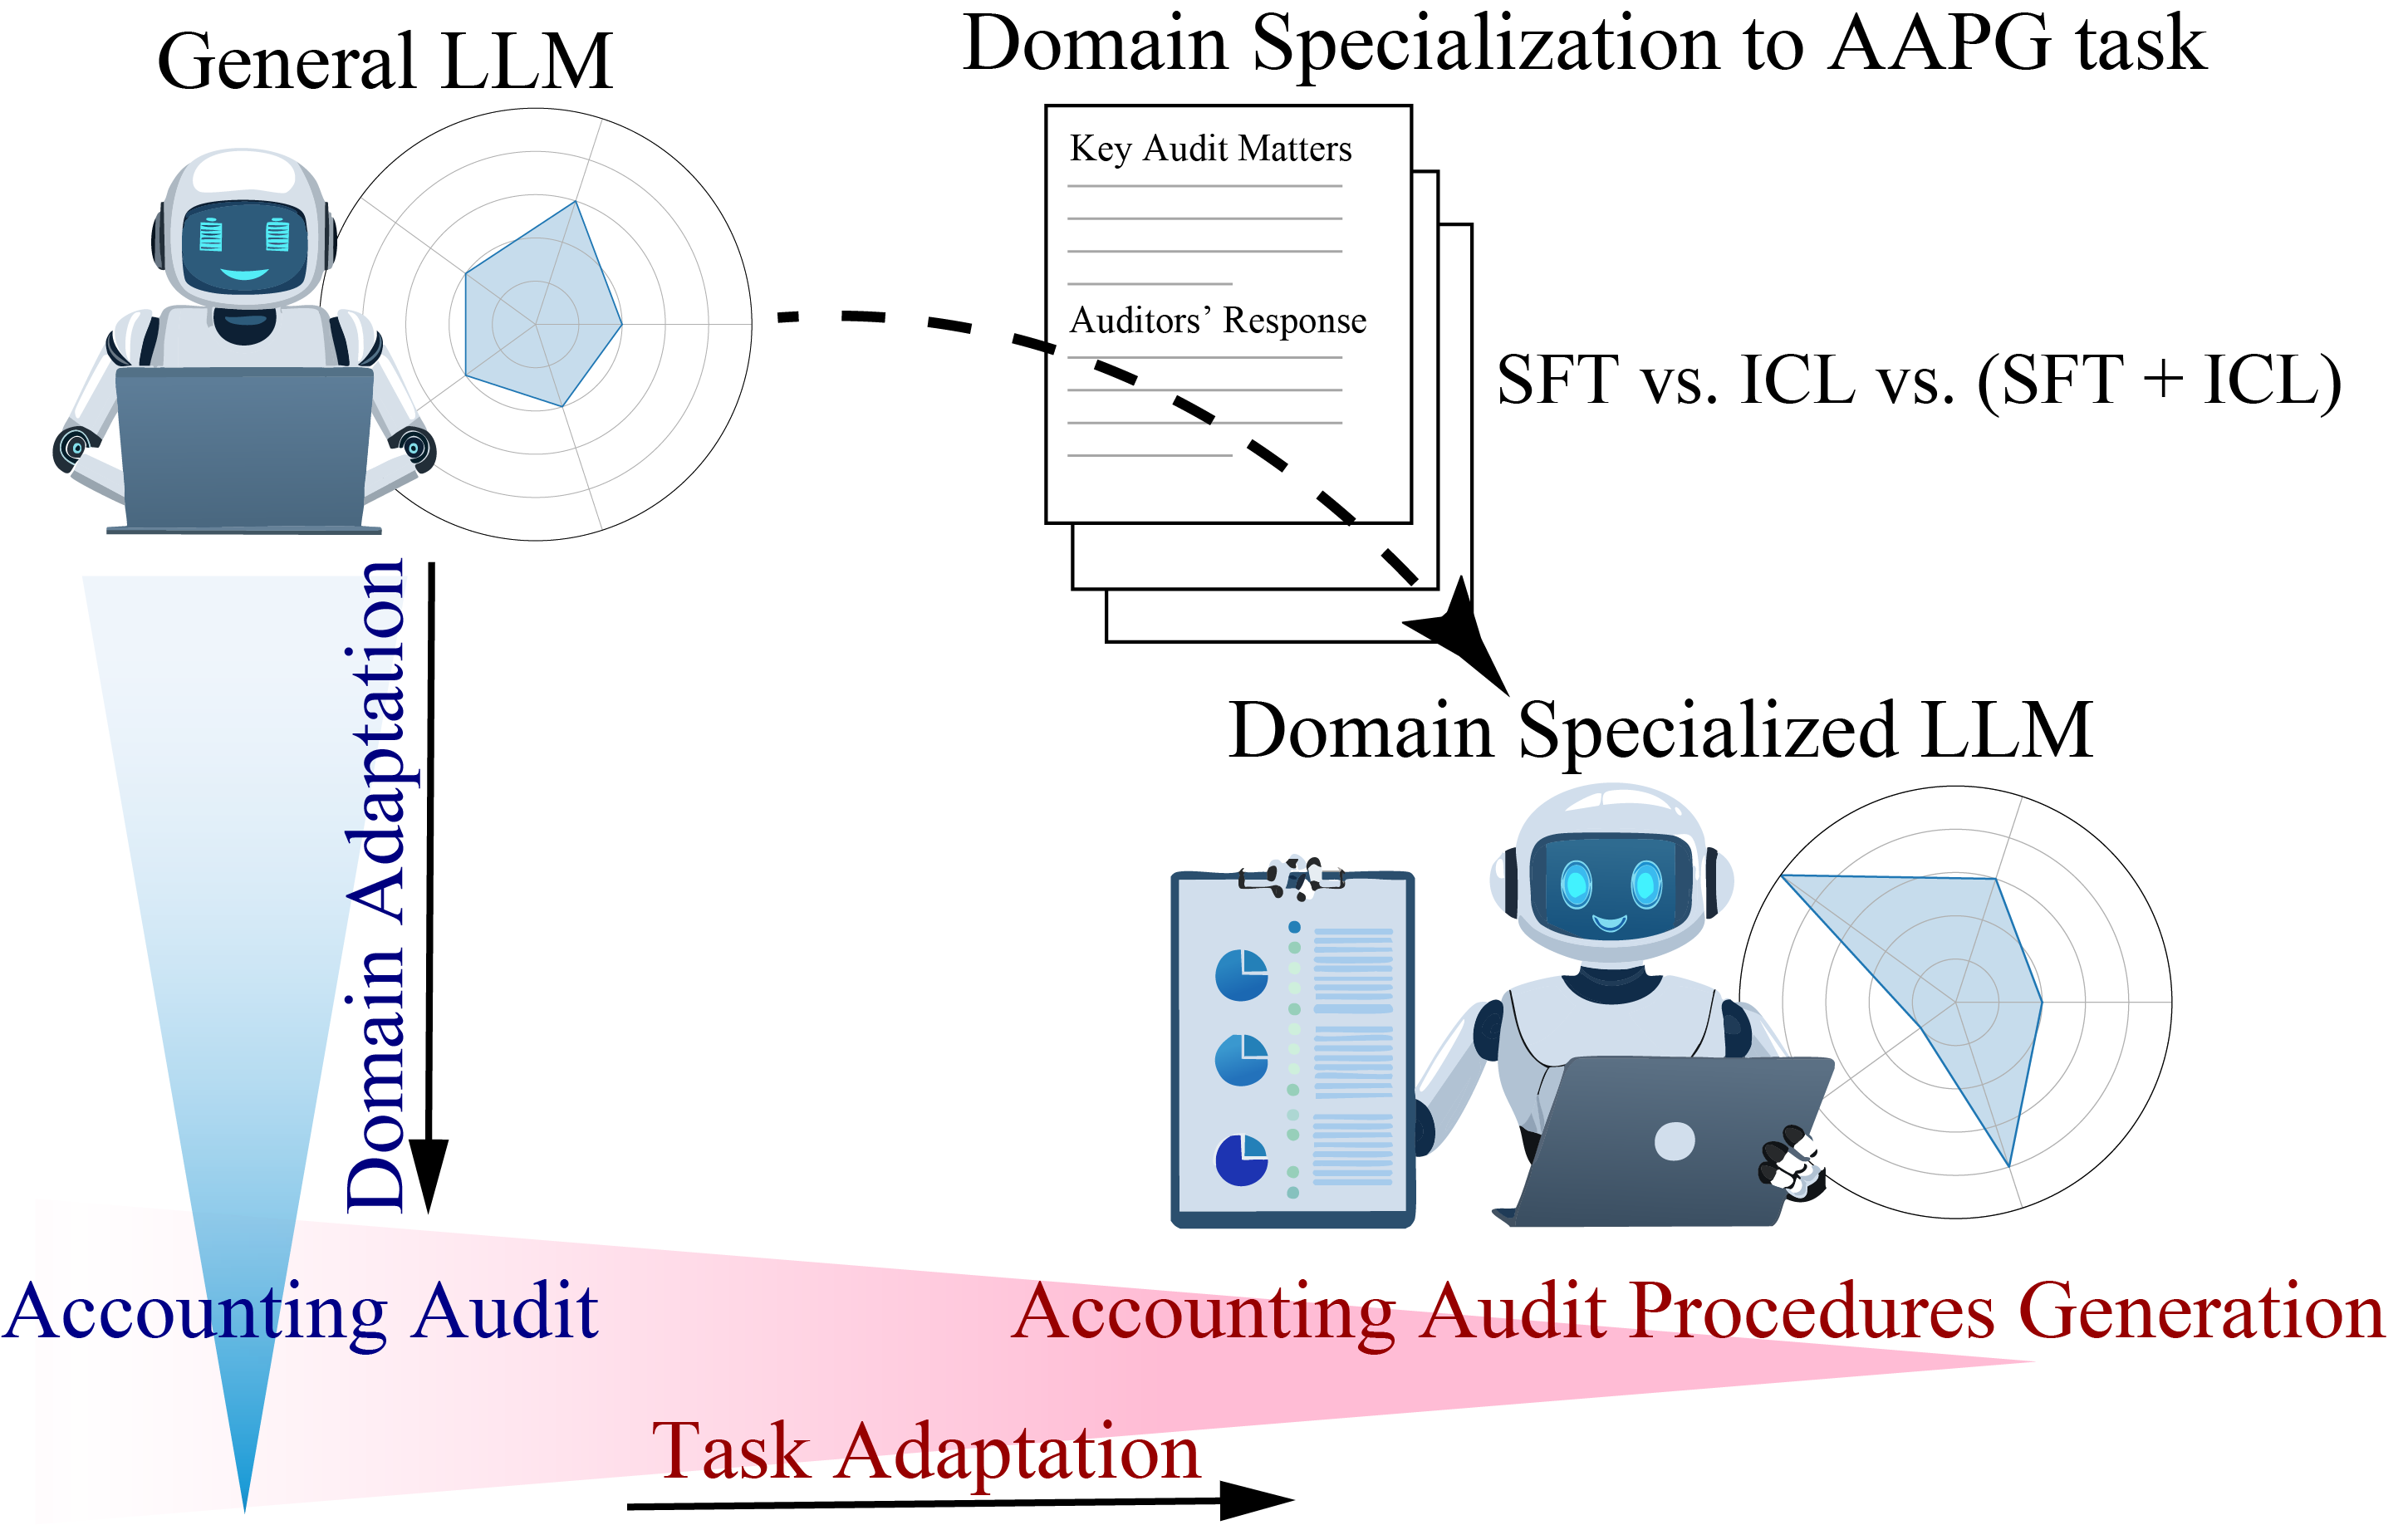 General LLM
Domain Specialization to AAPG task
Key Audit Matters
Auditors’ Response
SFT vs. ICL vs. (SFT + ICL)
Domain Adaptation
Domain Specialized LLM
Accounting Audit
Accounting Audit Procedures Generation
Task Adaptation